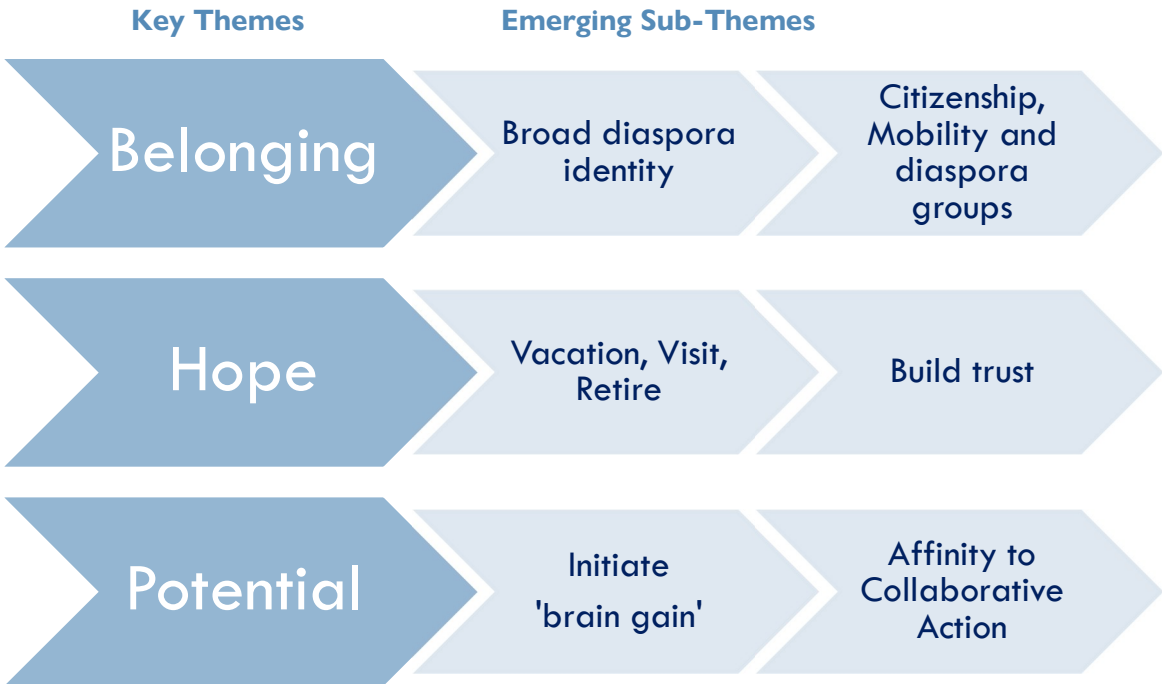 Key Themes
Emerging Sub-Themes
Belonging
Broad diaspora
identity
Citizenship,
Mobility and
diaspora
groups
Hope
Vacation, Visit,
Retire
Build trust
Potential
Initiate
'brain gain'
Affinity to
Collaborative
Action